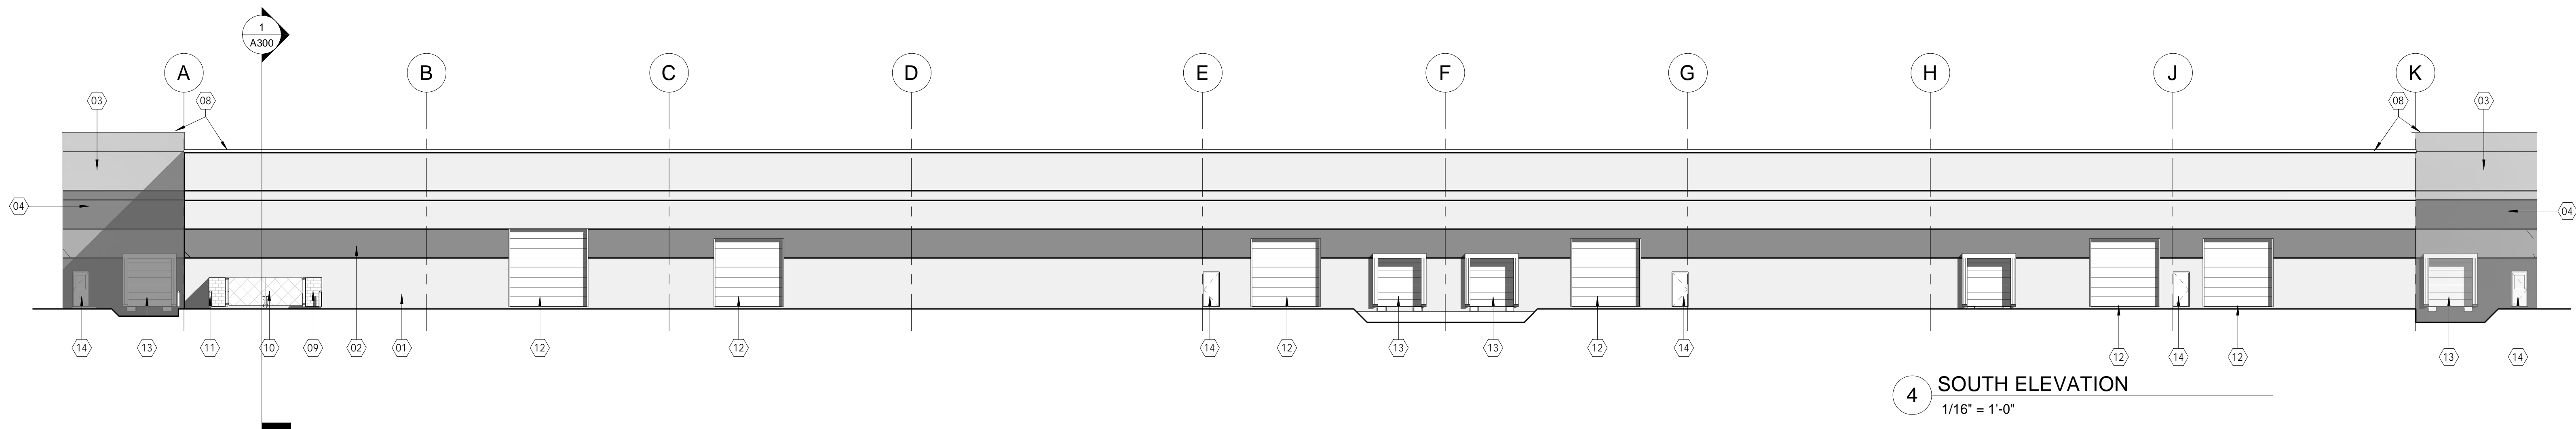 1
A300
A B C D E F G H J K
03 08 08 03
04 04
14 13 11 10 09 02 01 12 12 14 12 13 13 12 14 12 14 12 13 14
4 SOUTH ELEVATION
1/16" = 1'-0"